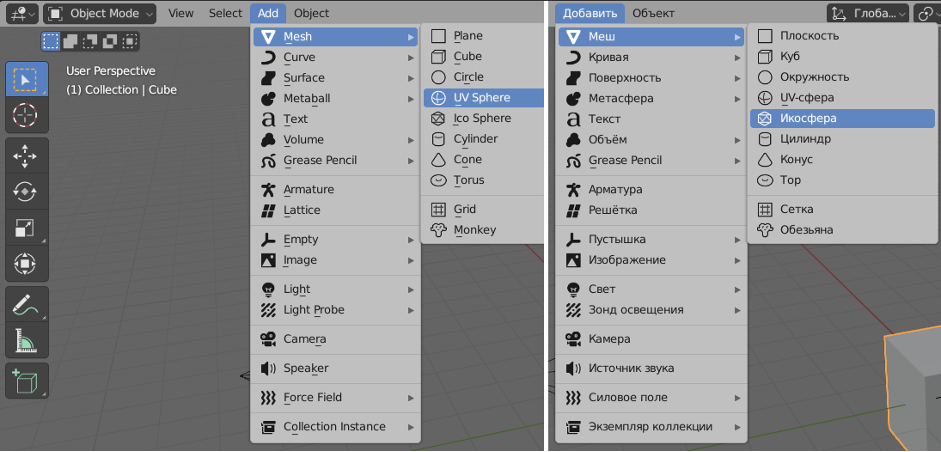 Object Mode View Select Add Object
User Perspective
(1) Collection | Cube
Mesh
Curve
Surface
Metaball
Text
Volume
Grease Pencil
Armature
Lattice
Empty
Image
Light
Light Probe
Camera
Speaker
Force Field
Collection Instance
Plane
Cube
Circle
UV Sphere
Ico Sphere
Cylinder
Cone
Torus
Grid
Monkey
Добавить Объект Глоба...
Меш
Кривая
Поверхность
Метасфера
Текст
Объём
Grease Pencil
Арматура
Решётка
Пустышка
Изображение
Свет
Зонд освещения
Камера
Источник звука
Силовое поле
Экземпляр коллекции
Плоскость
Куб
Окружность
UV-сфера
Икосфера
Цилиндр
Конус
Тор
Сетка
Обезьяна